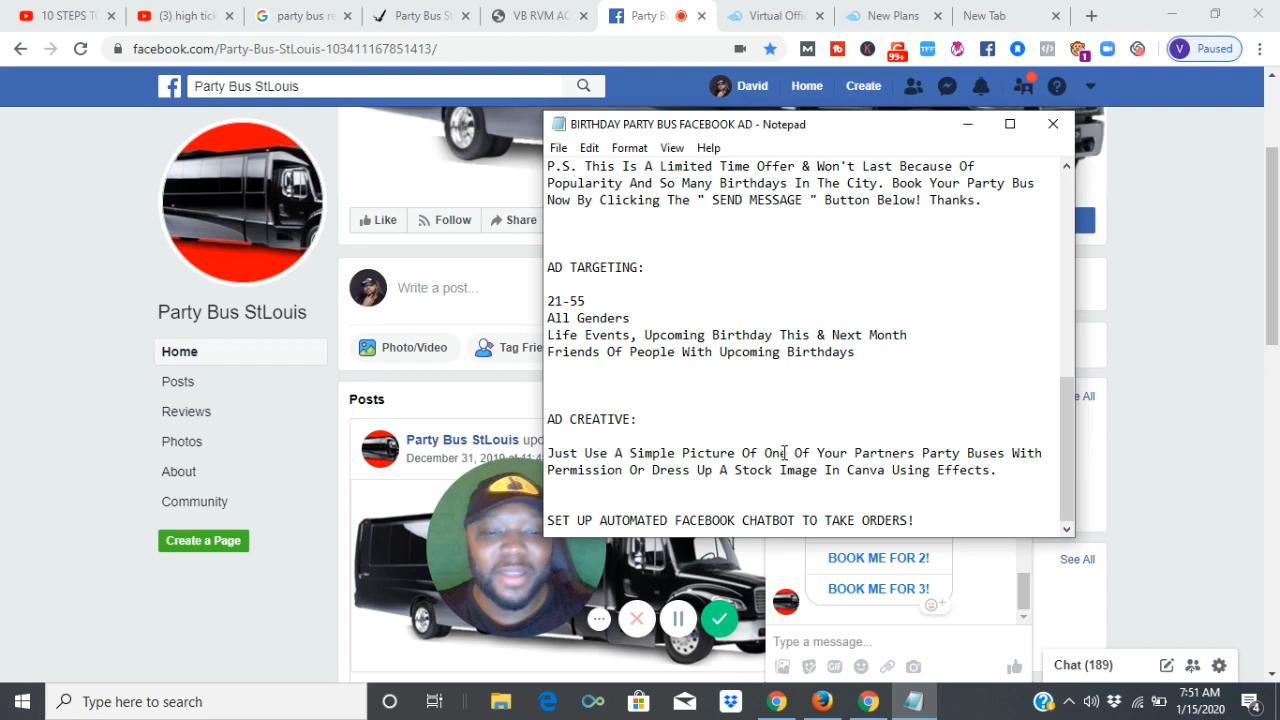 10 STEPS TO
(3) high tick
party bus re
Party Bus St
VB RVM AC
Party B
Virtual Offic
New Plans
New Tab
facebook.com/Party-Bus-StLouis-103411167851413/
99+
1
V
Paused
Party Bus StLouis
David
Home
Create
BIRTHDAY PARTY BUS FACEBOOK AD - Notepad
File Edit Format View Help
P.S. This Is A Limited Time Offer & Won't Last Because Of
Popularity And So Many Birthdays In The City. Book Your Party Bus
Now By Clicking The " SEND MESSAGE " Button Below! Thanks.
Like
Follow
Share
AD TARGETING:
Write a post...
21-55
All Genders
Life Events, Upcoming Birthday This & Next Month
Friends Of People With Upcoming Birthdays
Party Bus StLouis
Home
Posts
Reviews
Photos
About
Community
Create a Page
Photo/Video
Tag Frie
Posts
See All
AD CREATIVE:
Just Use A Simple Picture Of One Of Your Partners Party Buses With
Permission Or Dress Up A Stock Image In Canva Using Effects.
Party Bus StLouis upd
December 31, 2019
SET UP AUTOMATED FACEBOOK CHATBOT TO TAKE ORDERS!
BOOK ME FOR 2!
BOOK ME FOR 3!
See All
Type a message...
GIF
Chat (189)
Type here to search
7:51 AM
1/15/2020
4